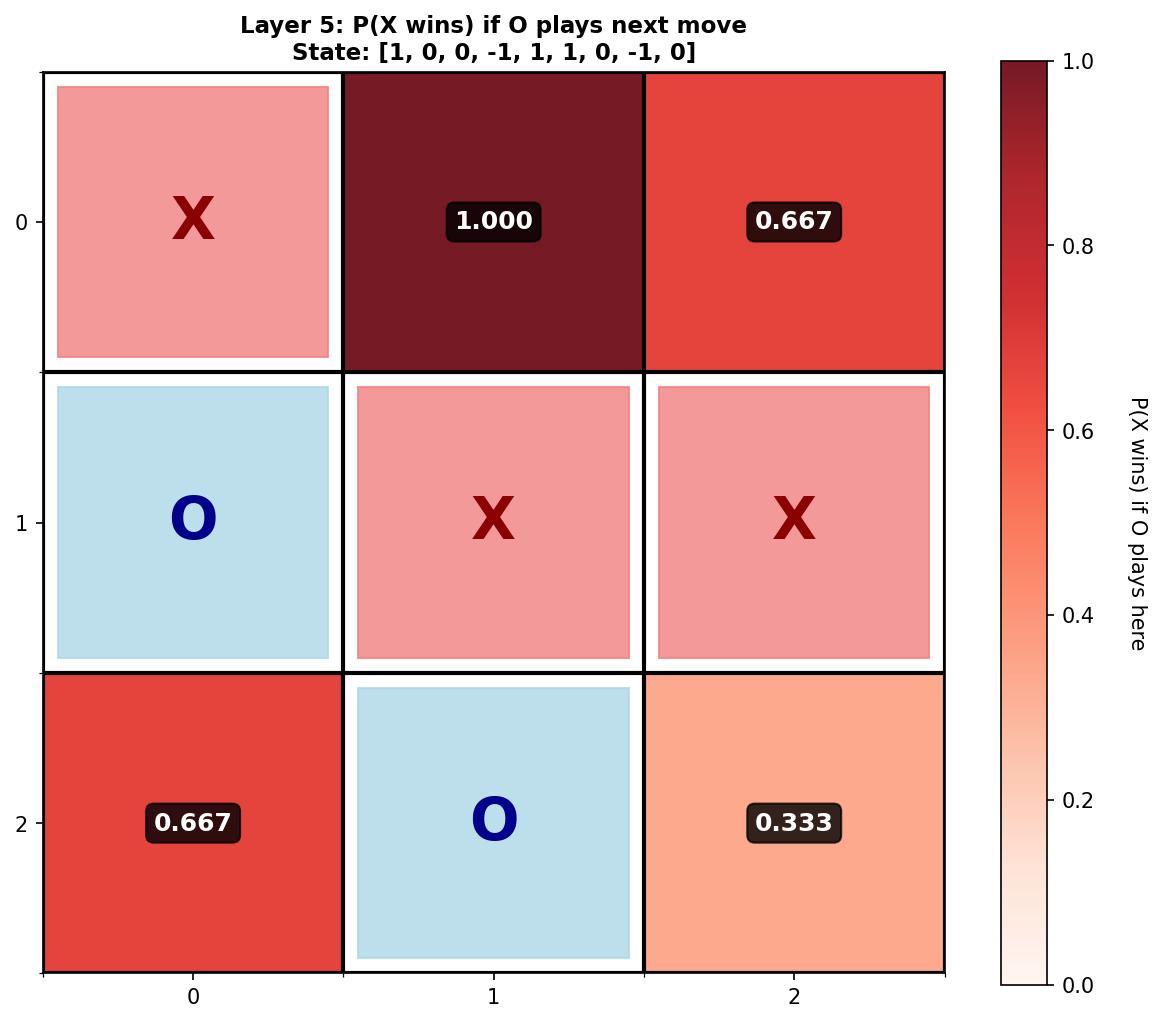 Layer 5: P(X wins) if O plays next move
State: [1, 0, 0, -1, 1, 1, 0, -1, 0]
0
X
1.000
0.667
1
O
X
X
2
0.667
O
0.333
0
1
2
1.0
0.8
0.6
0.4
0.2
0.0
P(X wins) if O plays here